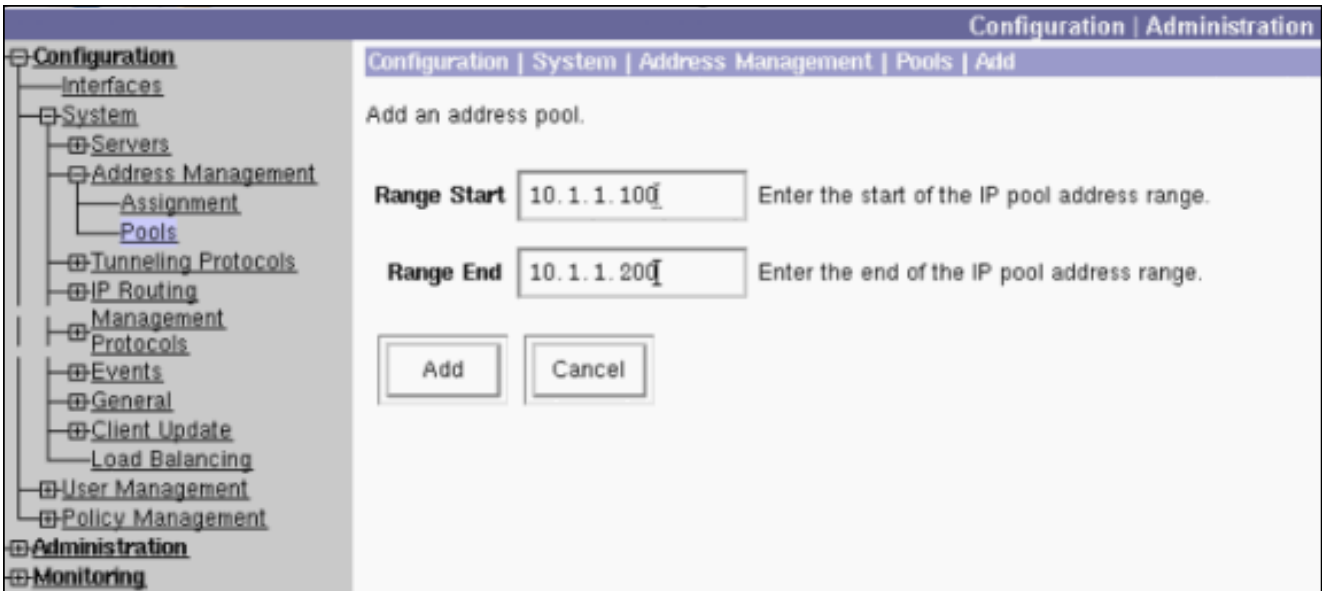 Configuration | Administration
Configuration
Interfaces
System
Servers
Address Management
Assignment
Pools
Tunneling Protocols
IP Routing
Management
Protocols
Events
General
Client Update
Load Balancing
User Management
Policy Management
Administration
Monitoring
Configuration | System | Address Management | Pools | Add
Add an address pool.
Range Start 10.1.1.100 Enter the start of the IP pool address range.
Range End 10.1.1.200 Enter the end of the IP pool address range.
Add Cancel